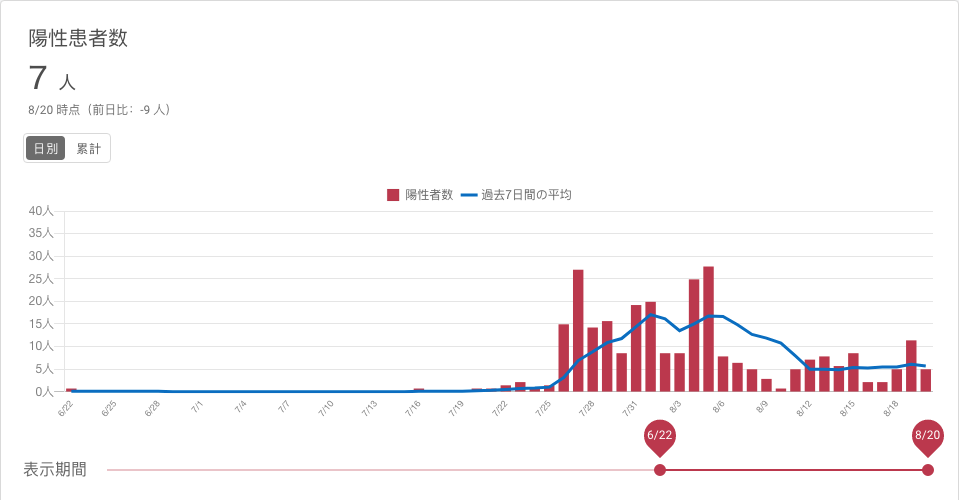 陽性患者数
7 人
8/20 時点（前日比：-9 人）
日別 累計
陽性者数 過去7日間の平均
40人
35人
30人
25人
20人
15人
10人
5人
0人
6/22 6/25 6/28 7/1 7/4 7/7 7/10 7/13 7/16 7/19 7/22 7/25 7/28 7/31 8/3 8/6 8/9 8/12 8/15 8/18
6/22 8/20
表示期間